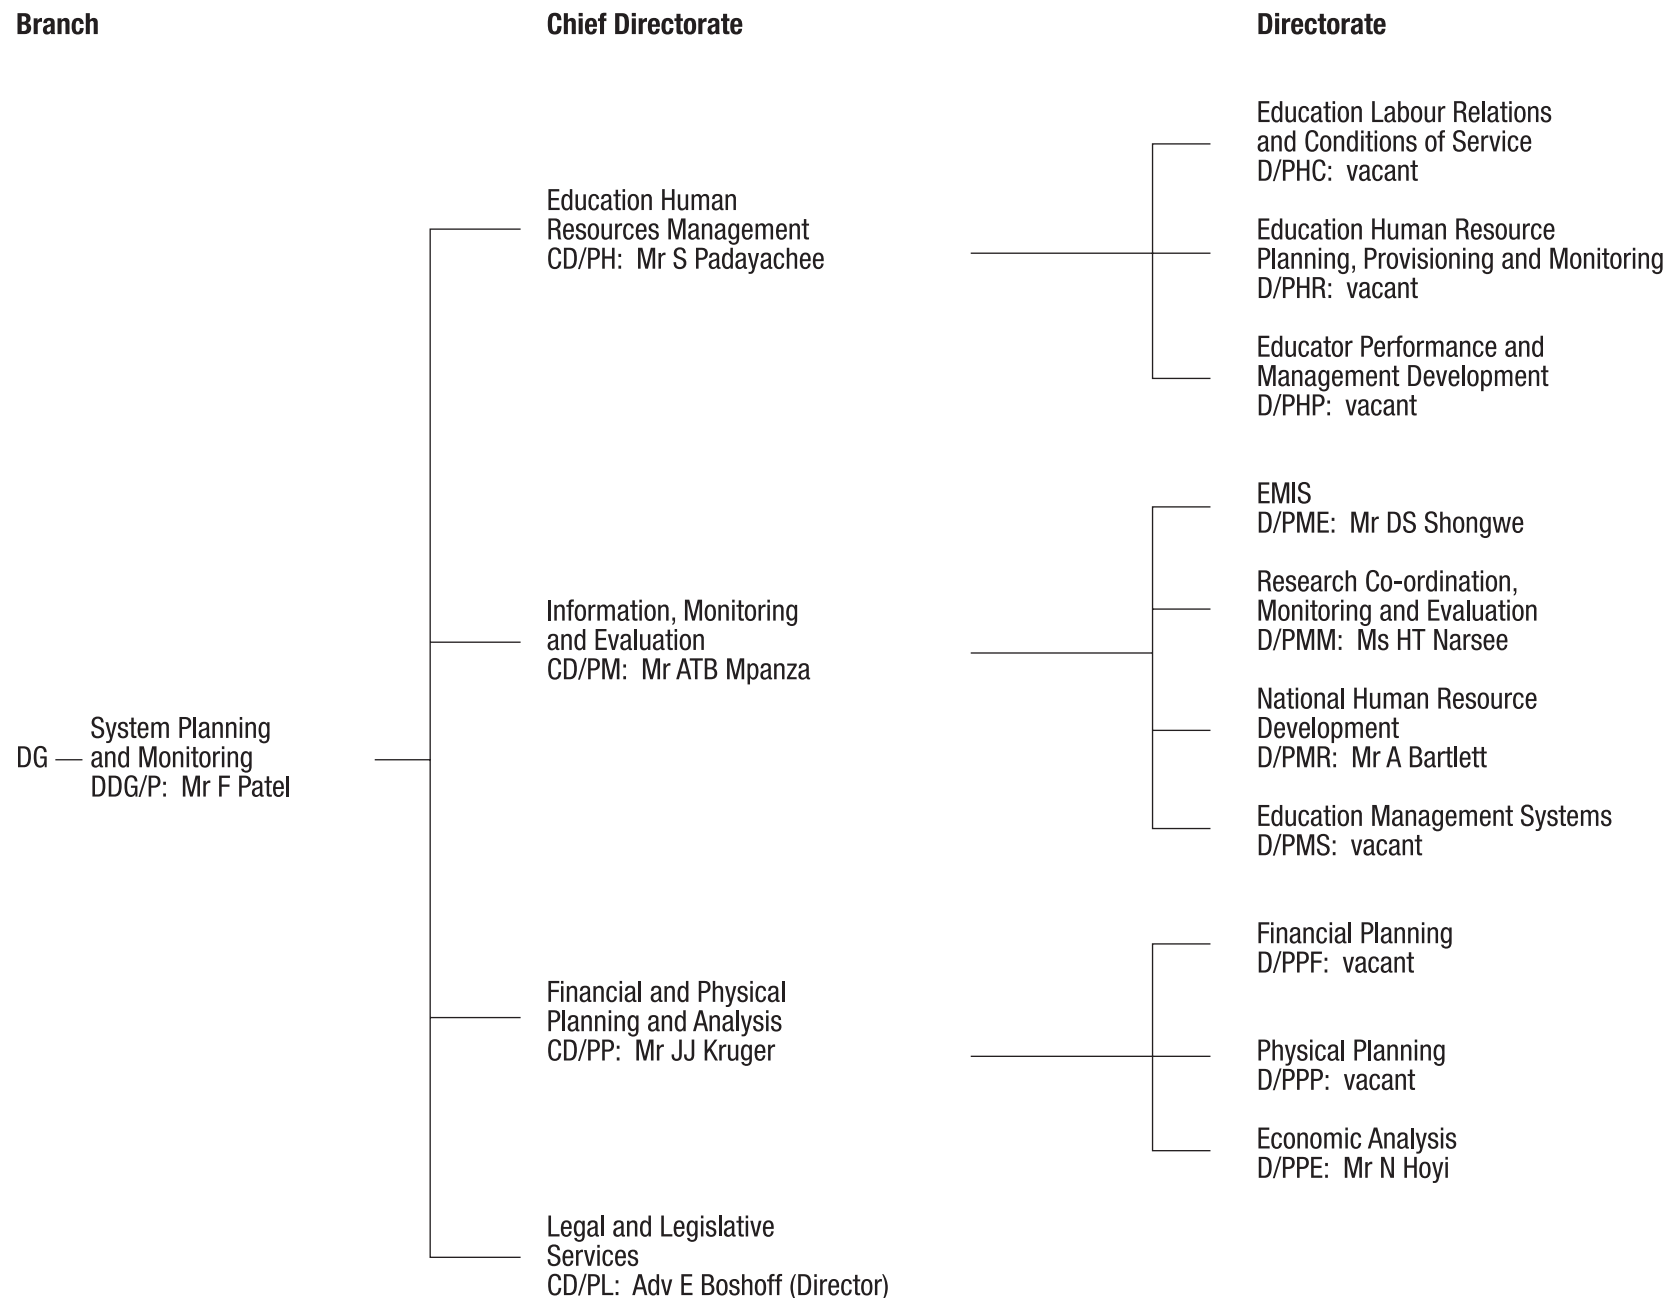 Branch
Chief Directorate
Directorate
DG
System Planning
and Monitoring
DDG/P: Mr F Patel
Education Human
Resources Management
CD/PH: Mr S Padayachee
Education Labour Relations
and Conditions of Service
D/PHC: vacant
Education Human Resource
Planning, Provisioning and Monitoring
D/PHR: vacant
Educator Performance and
Management Development
D/PHP: vacant
Information, Monitoring
and Evaluation
CD/PM: Mr ATB Mpanza
EMIS
D/PME: Mr DS Shongwe
Research Co-ordination,
Monitoring and Evaluation
D/PMM: Ms HT Narsee
National Human Resource
Development
D/PMR: Mr A Bartlett
Education Management Systems
D/PMS: vacant
Financial and Physical
Planning and Analysis
CD/PP: Mr JJ Kruger
Financial Planning
D/PPF: vacant
Physical Planning
D/PPP: vacant
Economic Analysis
D/PPE: Mr N Hoyi
Legal and Legislative
Services
CD/PL: Adv E Boshoff (Director)